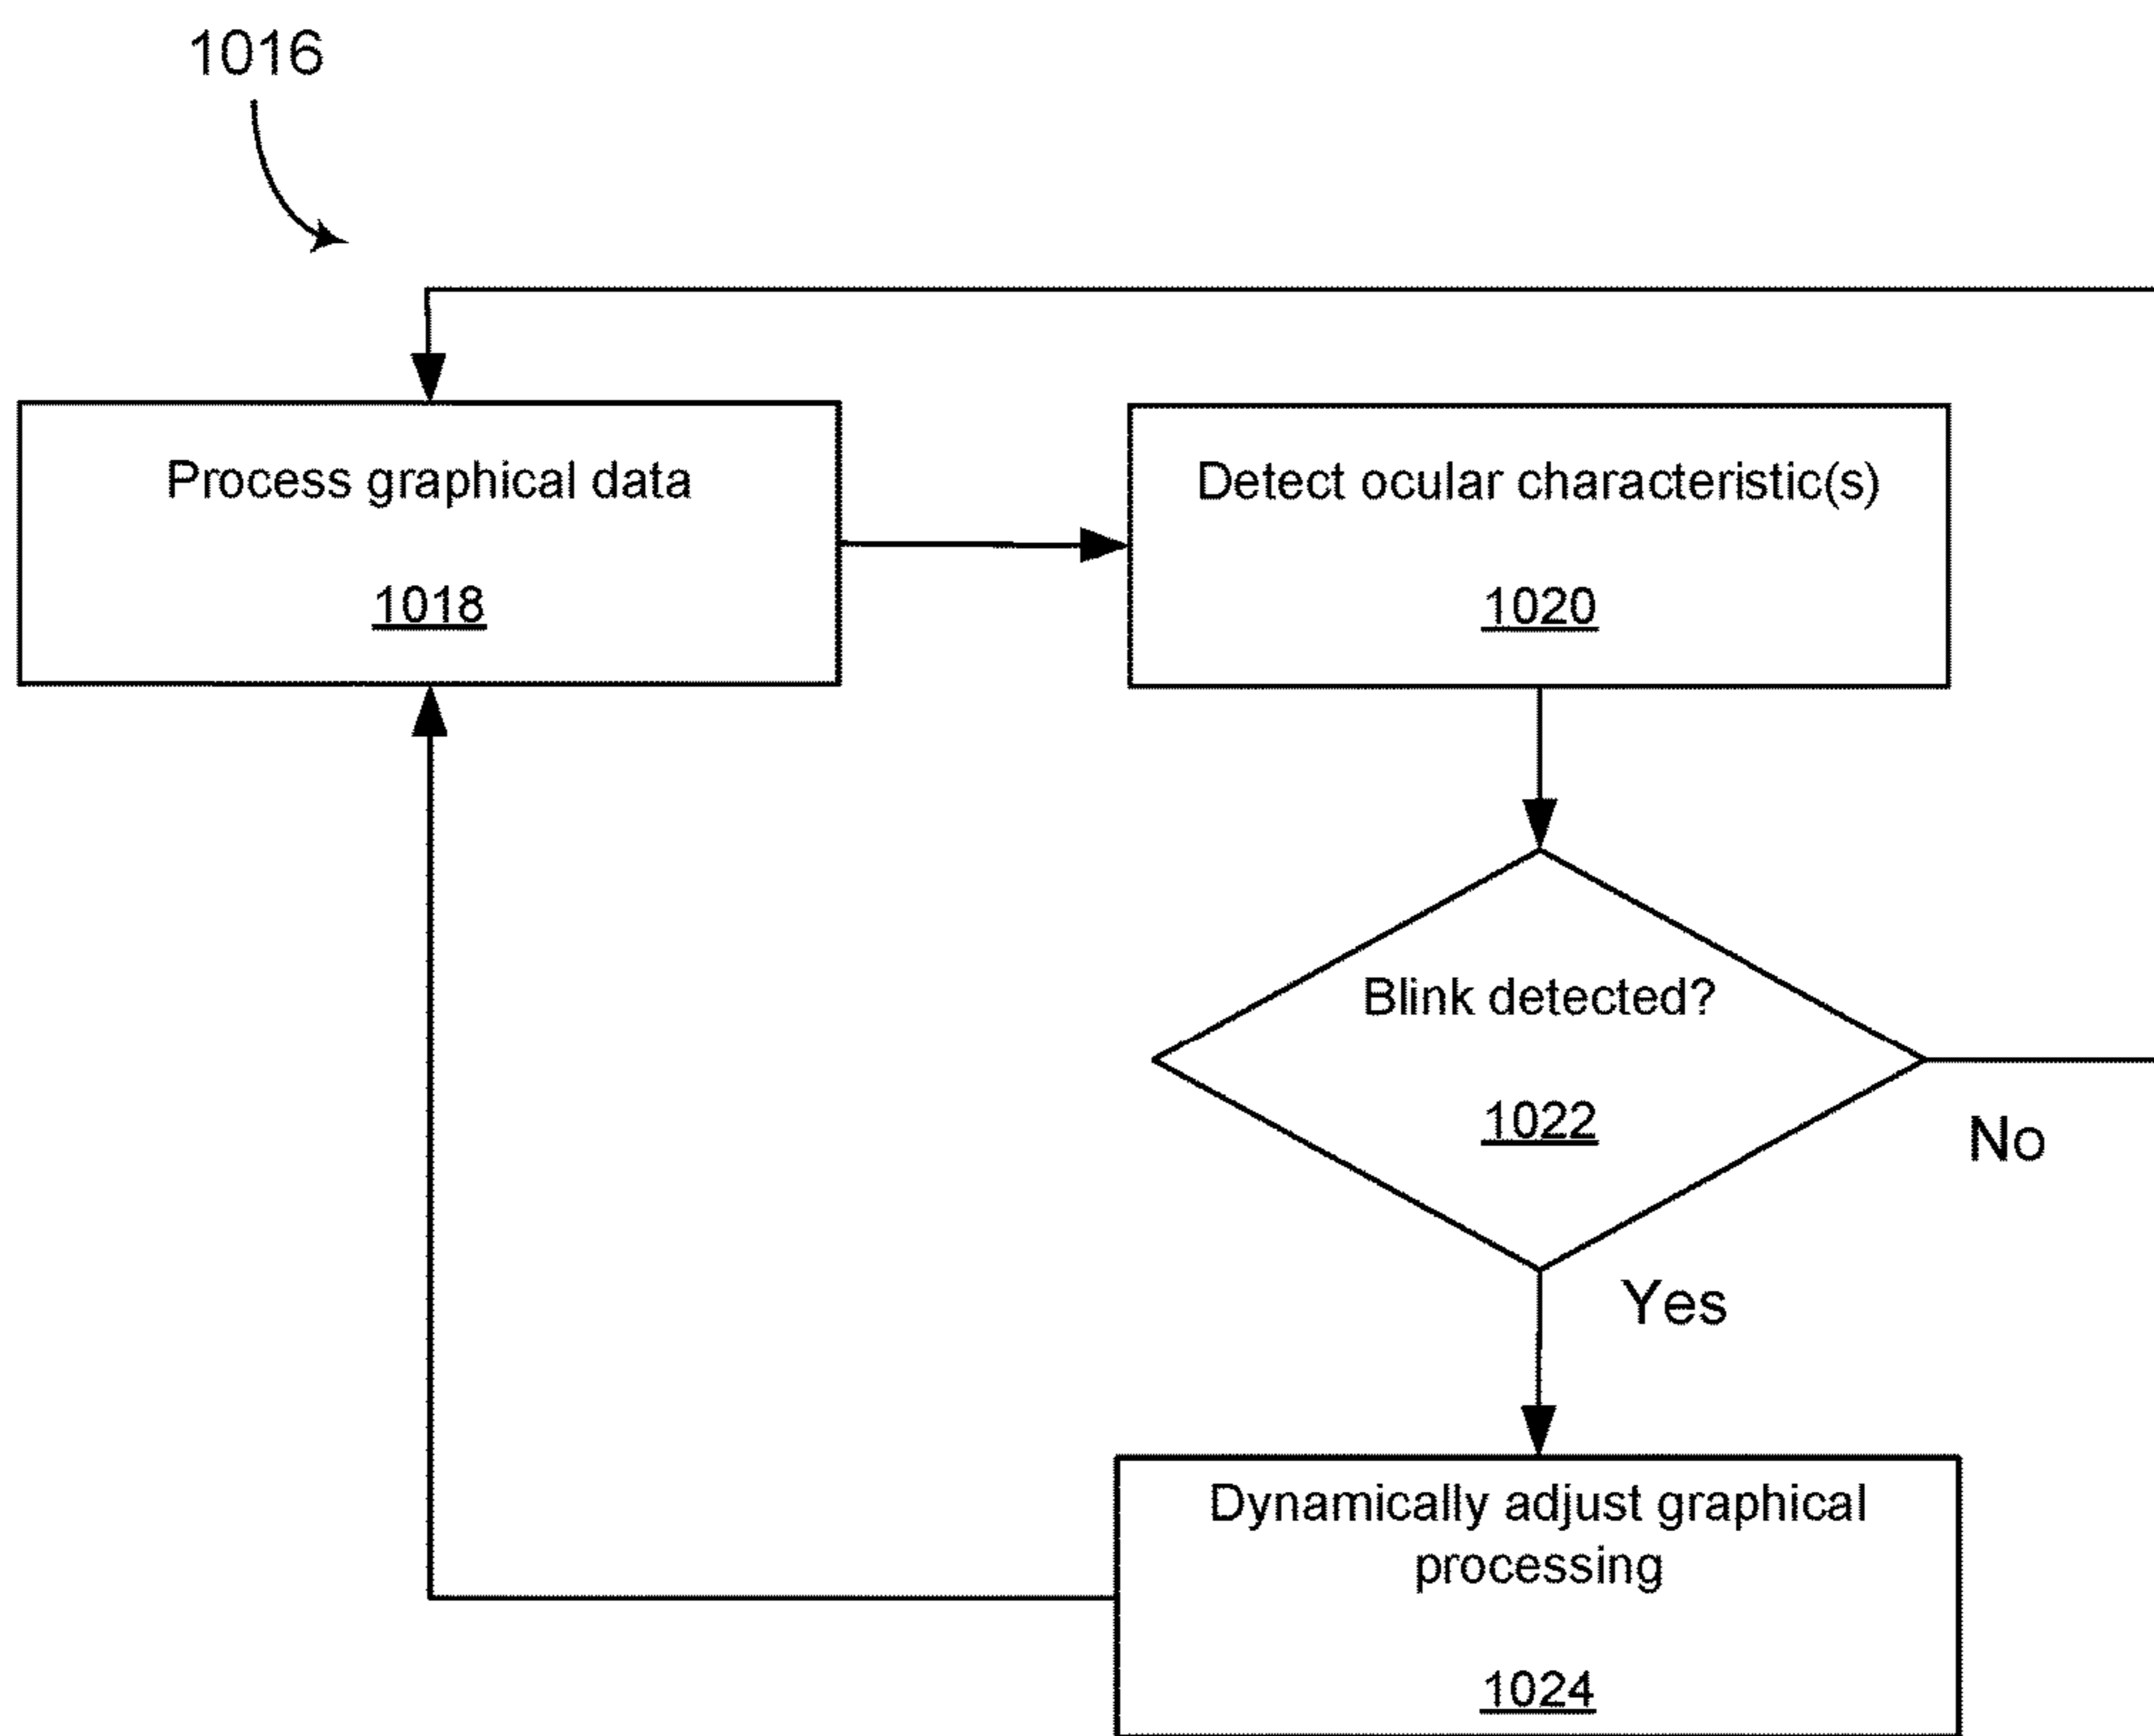 1016
Process graphical data
1018
Detect ocular characteristic(s)
1020
Blink detected?
1022
No
Yes
Dynamically adjust graphical
processing
1024